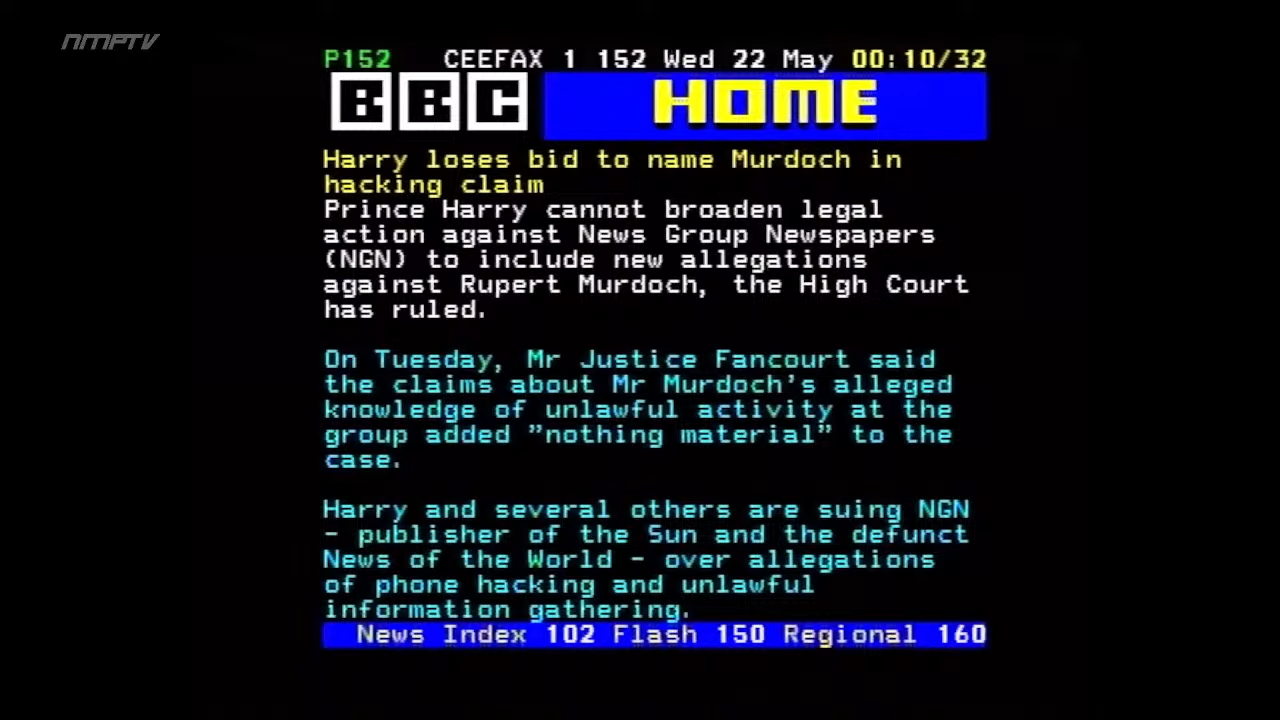 NMPTV
P152 CEEFAX 1 152 Wed 22 May 00:10/32
BBC HOME
Harry loses bid to name Murdoch in
hacking claim
Prince Harry cannot broaden legal
action against News Group Newspapers
(NGN) to include new allegations
against Rupert Murdoch, the High Court
has ruled.
On Tuesday, Mr Justice Fancourt said
the claims about Mr Murdoch's alleged
knowledge of unlawful activity at the
group added "nothing material" to the
case.
Harry and several others are suing NGN
- publisher of the Sun and the defunct
News of the World - over allegations
of phone hacking and unlawful
information gathering.
News Index 102 Flash 150 Regional 160